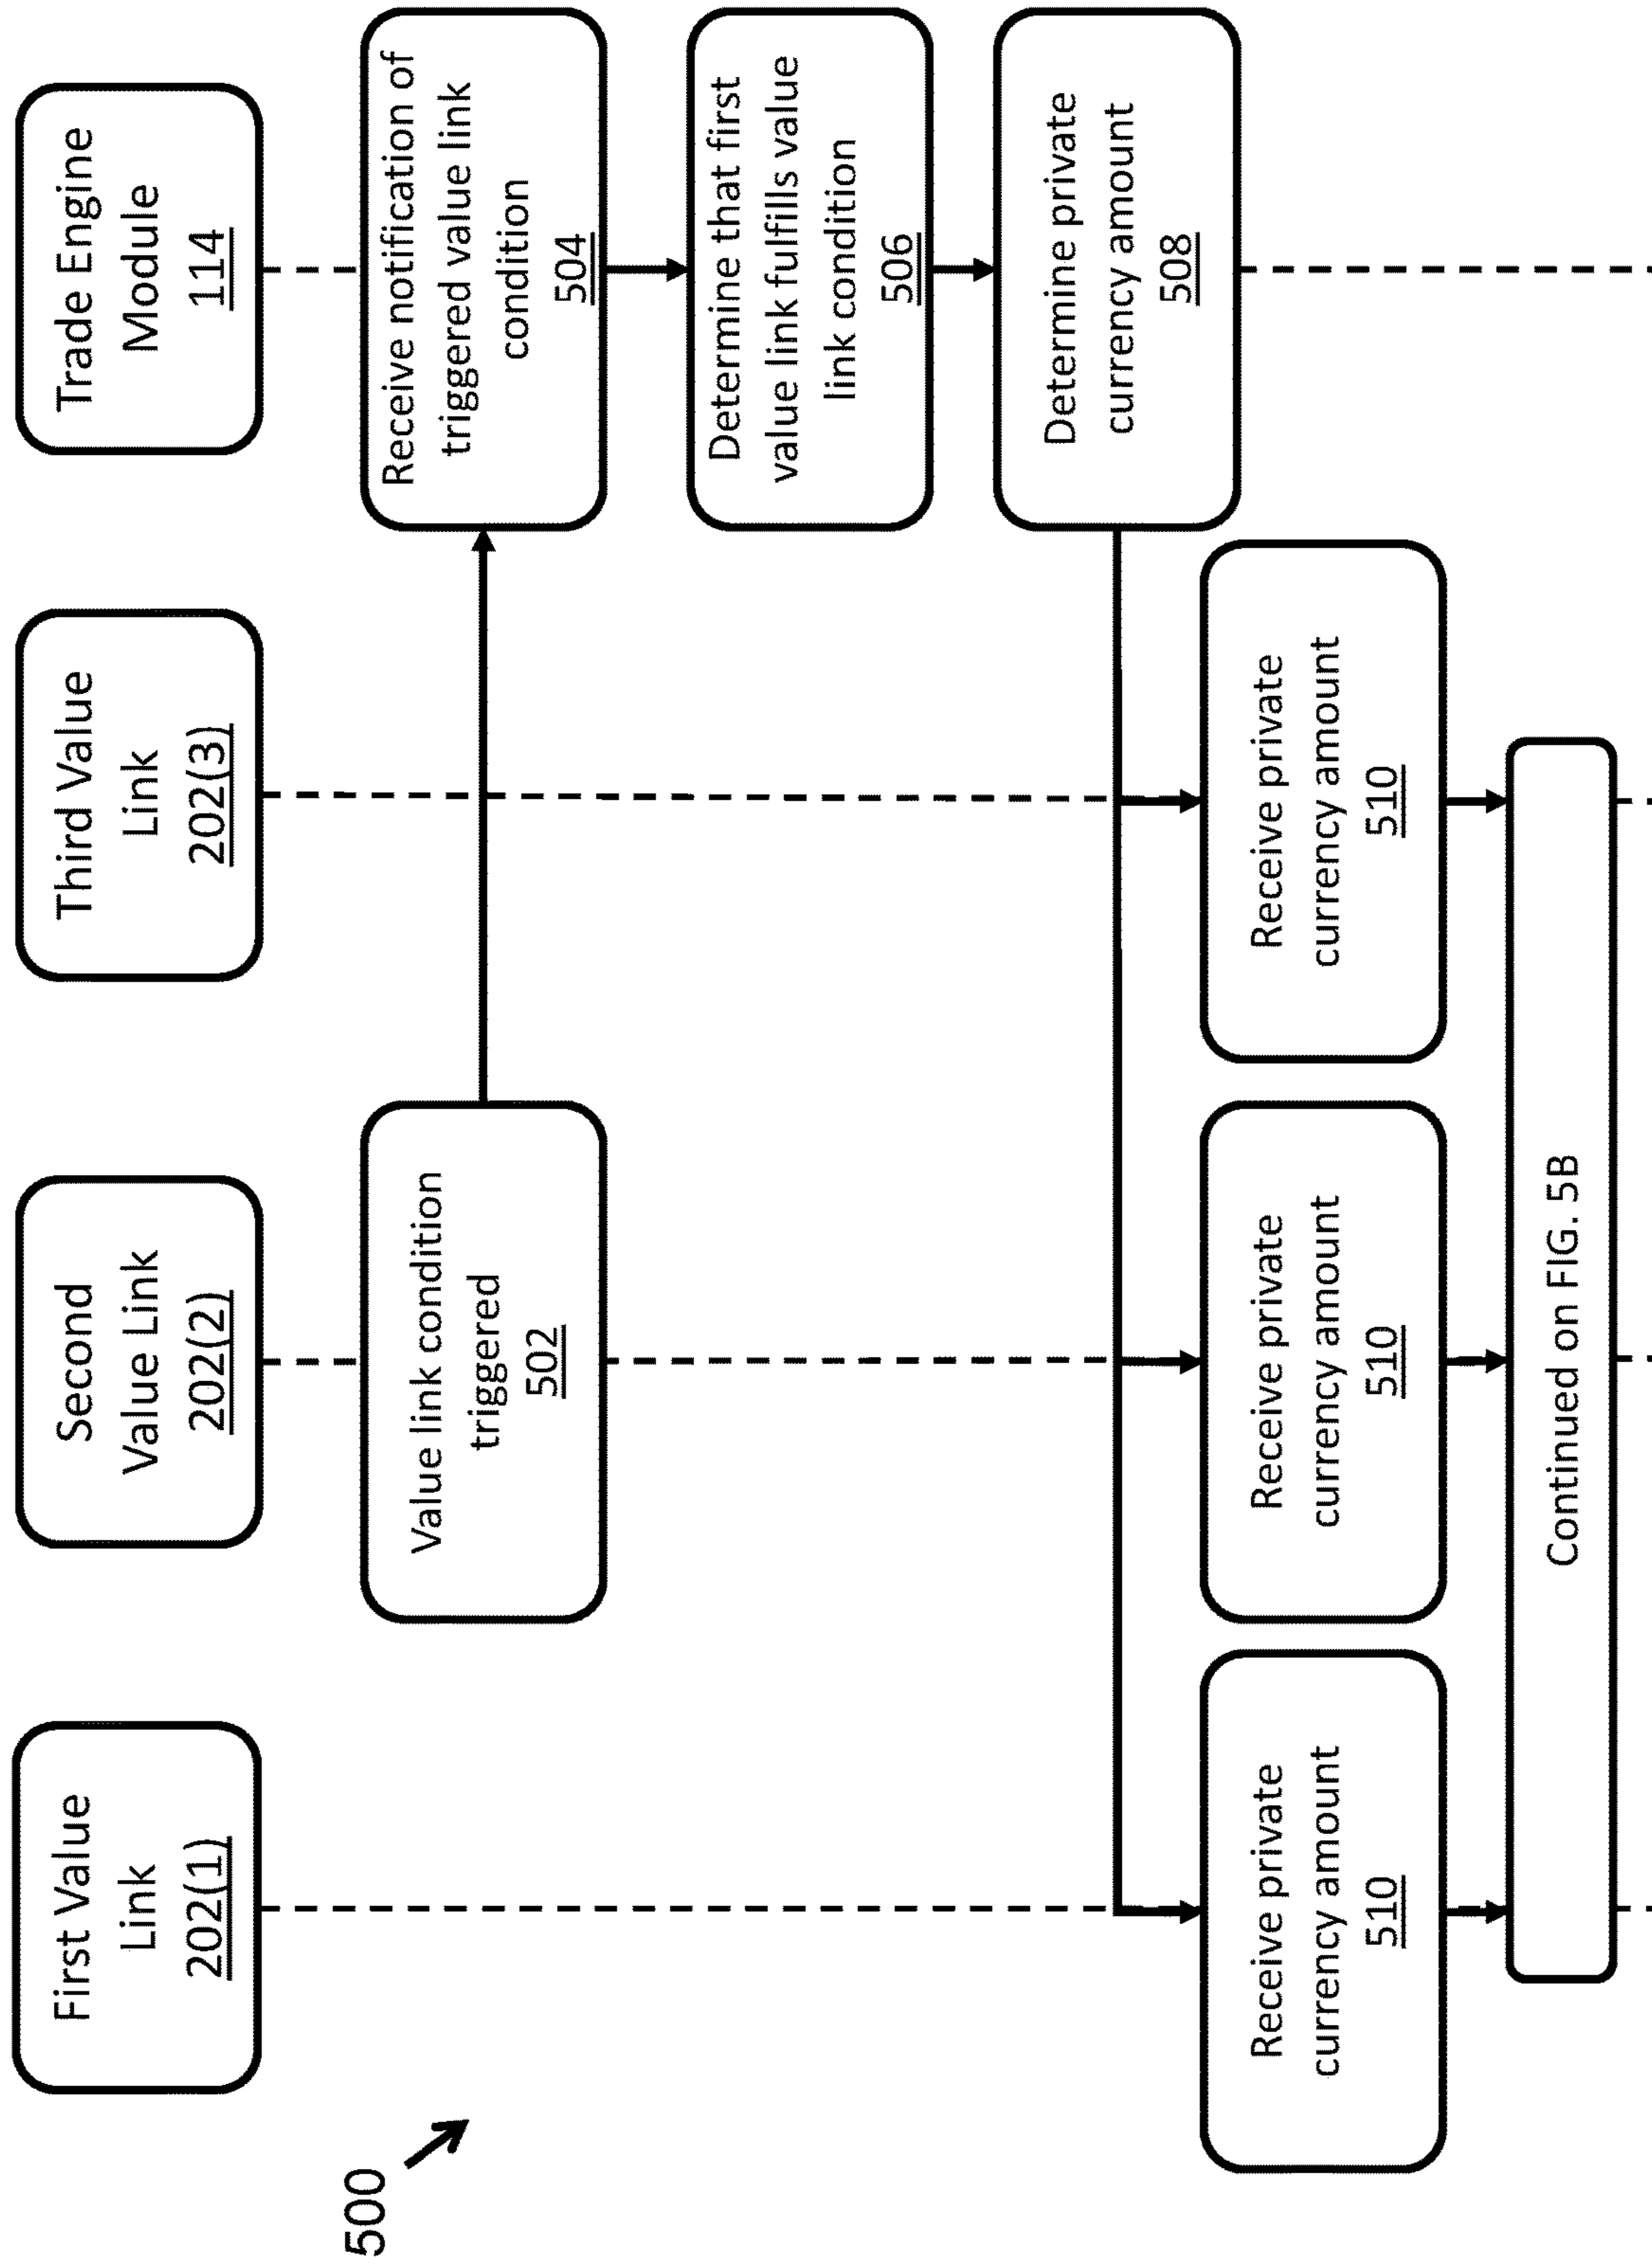 500
First Value
Link
202(1)
Second
Value Link
202(2)
Third Value
Link
202(3)
Trade Engine
Module
114
Value link condition
triggered
502
Receive notification of
triggered value link
condition
504
Determine that first
value link fulfills value
link condition
506
Determine private
currency amount
508
Receive private
currency amount
510
Receive private
currency amount
510
Receive private
currency amount
510
Continued on FIG. 5B